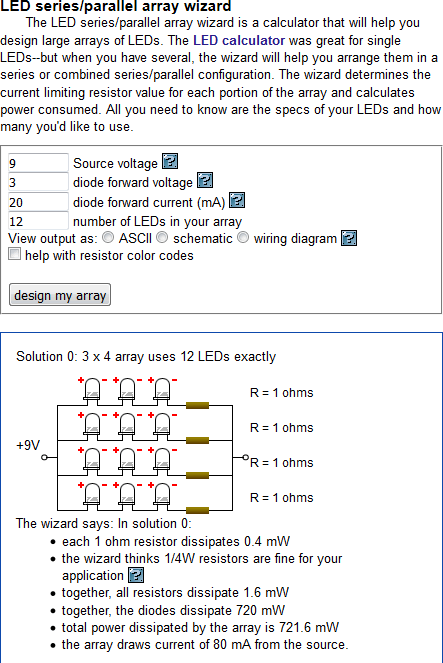 LED series/parallel array wizard
The LED series/parallel array wizard is a calculator that will help you
design large arrays of LEDs. The LED calculator was great for single
LEDs--but when you have several, the wizard will help you arrange them in a
series or combined series/parallel configuration. The wizard determines the
current limiting resistor value for each portion of the array and calculates
power consumed. All you need to know are the specs of your LEDs and how
many you'd like to use.
9 Source voltage ?
3 diode forward voltage ?
20 diode forward current (mA) ?
12 number of LEDs in your array
View output as: ASCII schematic wiring diagram ?
help with resistor color codes
design my array
Solution 0: 3 x 4 array uses 12 LEDs exactly
+ - + - + -
R = 1 ohms
+ - + - + -
R = 1 ohms
+9V
+ - + - + -
R = 1 ohms
+ - + - + -
R = 1 ohms
The wizard says: In solution 0:
• each 1 ohm resistor dissipates 0.4 mW
• the wizard thinks 1/4W resistors are fine for your
application ?
• together, all resistors dissipate 1.6 mW
• together, the diodes dissipate 720 mW
• total power dissipated by the array is 721.6 mW
• the array draws current of 80 mA from the source.